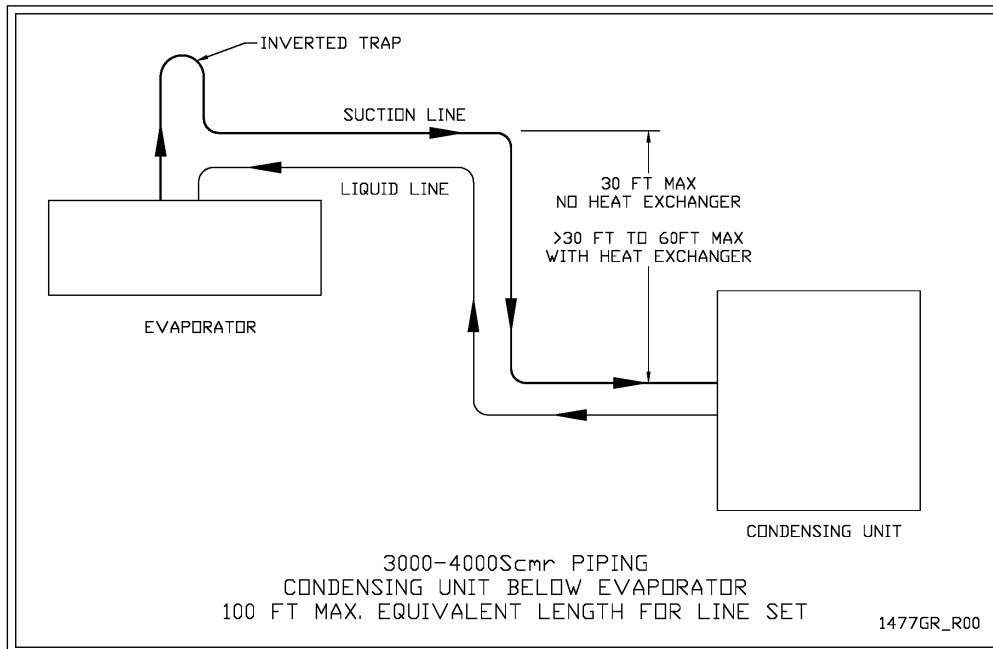 INVERTED TRAP
SUCTION LINE
LIQUID LINE
30 FT MAX
NO HEAT EXCHANGER
>30 FT TO 60FT MAX
WITH HEAT EXCHANGER
EVAPORATOR
CONDENSING UNIT
3000-4000Scmr PIPING
CONDENSING UNIT BELOW EVAPORATOR
100 FT MAX. EQUIVALENT LENGTH FOR LINE SET
1477GR_R00